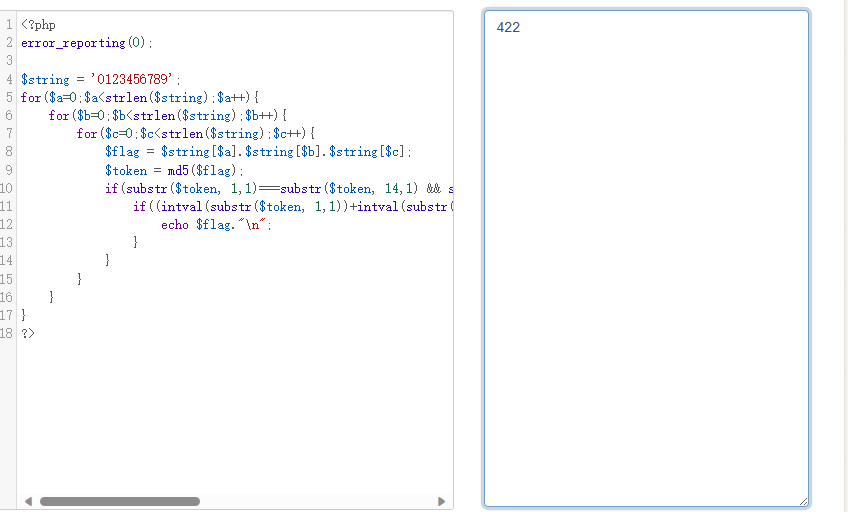 1 <?php
2 error_reporting(0);
3
4 $string = '0123456789';
5 for($a=0;$a<strlen($string);$a++){
6 for($b=0;$b<strlen($string);$b++){
7 for($c=0;$c<strlen($string);$c++){
8 $flag = $string[$a].$string[$b].$string[$c];
9 $token = md5($flag);
10 if(substr($token, 1,1)===substr($token, 14,1) && s
11 if((intval(substr($token, 1,1))+intval(substr(
12 echo $flag."\n";
13 }
14 }
15 }
16 }
17 }
18 ?>
422